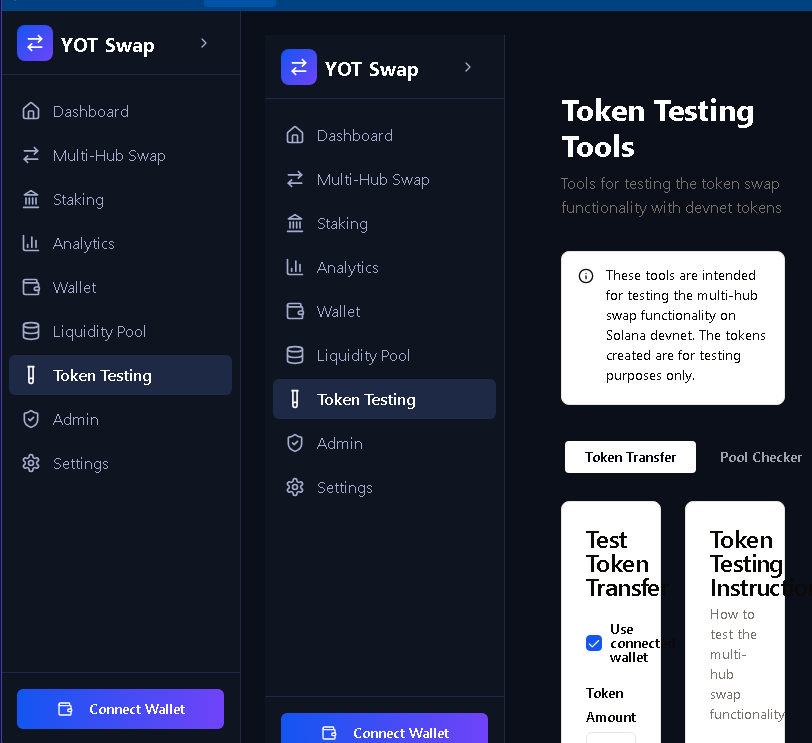 YOT Swap
Dashboard
Multi-Hub Swap
Staking
Analytics
Wallet
Liquidity Pool
Token Testing
Admin
Settings
Connect Wallet
YOT Swap
Dashboard
Multi-Hub Swap
Staking
Analytics
Wallet
Liquidity Pool
Token Testing
Admin
Settings
Connect Wallet
Token Testing
Tools
Tools for testing the token swap
functionality with devnet tokens
These tools are intended
for testing the multi-hub
swap functionality on
Solana devnet. The tokens
created are for testing
purposes only.
Token Transfer
Pool Checker
Test
Token
Transfer
Use
connected
wallet
Token
Amount
Token
Testing
Instructions
How to
test the
multi-
hub
swap
functionality